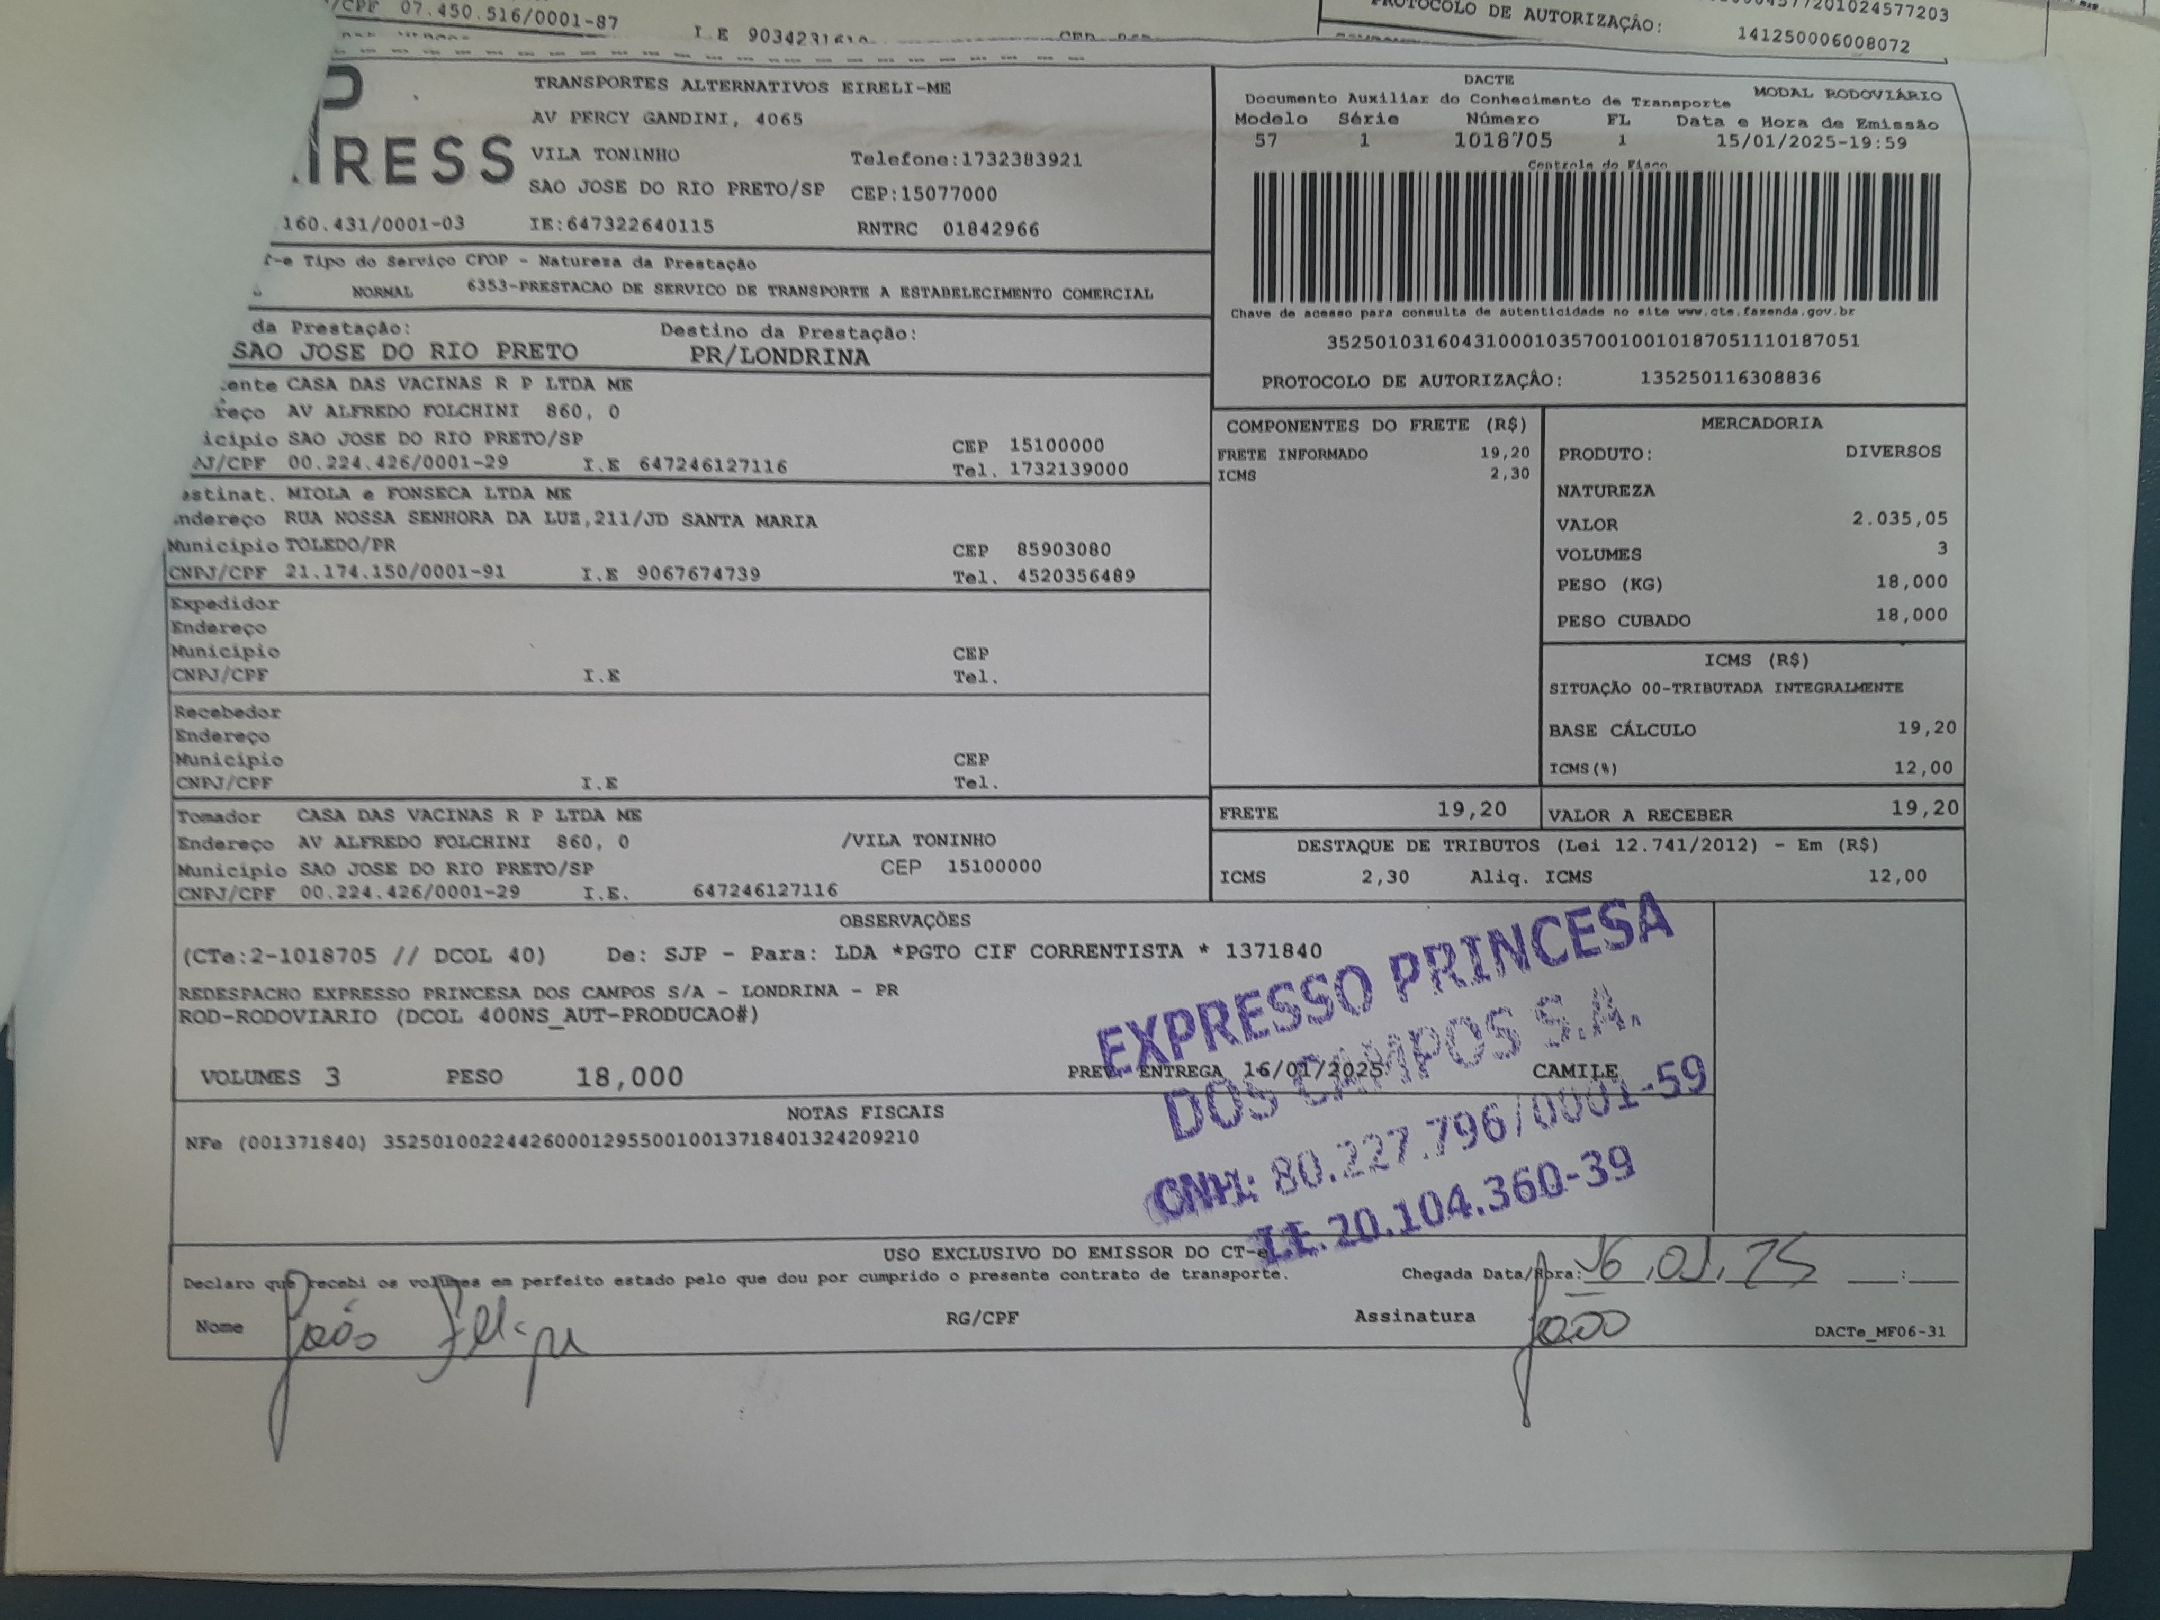 /CPF 07.450.516/0001-87
I.E
PROTOCOLO DE AUTORIZAÇÃO:
141250006008072
TRANSPORTES ALTERNATIVOS EIRELI-ME
AV PERCY GANDINI, 4065
VILA TONINHO Telefone:1732383921
SAO JOSE DO RIO PRETO/SP CEP:15077000
160.431/0001-03 IE:647322640115 RNTRC 01842966
DACTE
Documento Auxiliar do Conhecimento de Transporte MODAL RODOVIÁRIO
Modelo Série Número FL Data e Hora de Emissão
57 1 1018705 1 15/01/2025-19:59
Controle do Fisco
Chave de acesso para consulta de autenticidade no site www.cte.fazenda.gov.br
35250103160431000103570010010187051110187051
PROTOCOLO DE AUTORIZAÇÃO: 135250116308836
T-e Tipo do Serviço CFOP - Natureza da Prestação
NORMAL 6353-PRESTACAO DE SERVICO DE TRANSPORTE A ESTABELECIMENTO COMERCIAL
da Prestação: Destino da Prestação:
SAO JOSE DO RIO PRETO PR/LONDRINA
ente CASA DAS VACINAS R P LTDA ME
reço AV ALFREDO FOLCHINI 860, 0
icípio SAO JOSE DO RIO PRETO/SP CEP 15100000
PJ/CPF 00.224.426/0001-29 I.E 647246127116 Tel. 1732139000
stinat. MIOLA e FONSECA LTDA ME
ndereço RUA NOSSA SENHORA DA LUZ,211/JD SANTA MARIA
Município TOLEDO/PR CEP 85903080
CNPJ/CPF 21.174.150/0001-91 I.E 9067674739 Tel. 4520356489
Expedidor
Endereço
Município CEP
CNPJ/CPF I.E Tel.
Recebedor
Endereço
Município CEP
CNPJ/CPF I.E Tel.
Tomador CASA DAS VACINAS R P LTDA ME
Endereço AV ALFREDO FOLCHINI 860, 0 /VILA TONINHO
Município SAO JOSE DO RIO PRETO/SP CEP 15100000
CNPJ/CPF 00.224.426/0001-29 I.E. 647246127116
COMPONENTES DO FRETE (R$)
FRETE INFORMADO 19,20
ICMS 2,30
MERCADORIA
PRODUTO: DIVERSOS
NATUREZA
VALOR 2.035,05
VOLUMES 3
PESO (KG) 18,000
PESO CUBADO 18,000
ICMS (R$)
SITUAÇÃO 00-TRIBUTADA INTEGRALMENTE
BASE CÁLCULO 19,20
ICMS(%) 12,00
FRETE 19,20 VALOR A RECEBER 19,20
DESTAQUE DE TRIBUTOS (Lei 12.741/2012) - Em (R$)
ICMS 2,30 Aliq. ICMS 12,00
OBSERVAÇÕES
(CTe:2-1018705 // DCOL 40) De: SJP - Para: LDA *PGTO CIF CORRENTISTA * 1371840
REDESPACHO EXPRESSO PRINCESA DOS CAMPOS S/A - LONDRINA - PR
ROD-RODOVIARIO (DCOL 400NS_AUT-PRODUCAO#)
VOLUMES 3 PESO 18,000 PREV. ENTREGA 16/01/2025 CAMILE
EXPRESSO PRINCESA
DOS CAMPOS S.A.
80.227.796/0001-59
I.E.20.104.360-39
NOTAS FISCAIS
NFe (001371840) 35250100224426000129550010013718401324209210
USO EXCLUSIVO DO EMISSOR DO CT-e
Declaro que recebi os volumes em perfeito estado pelo que dou por cumprido o presente contrato de transporte. Chegada Data/Hora: 16,01,25 :
Nome João Felipe RG/CPF Assinatura João
DACTe_MF06-31